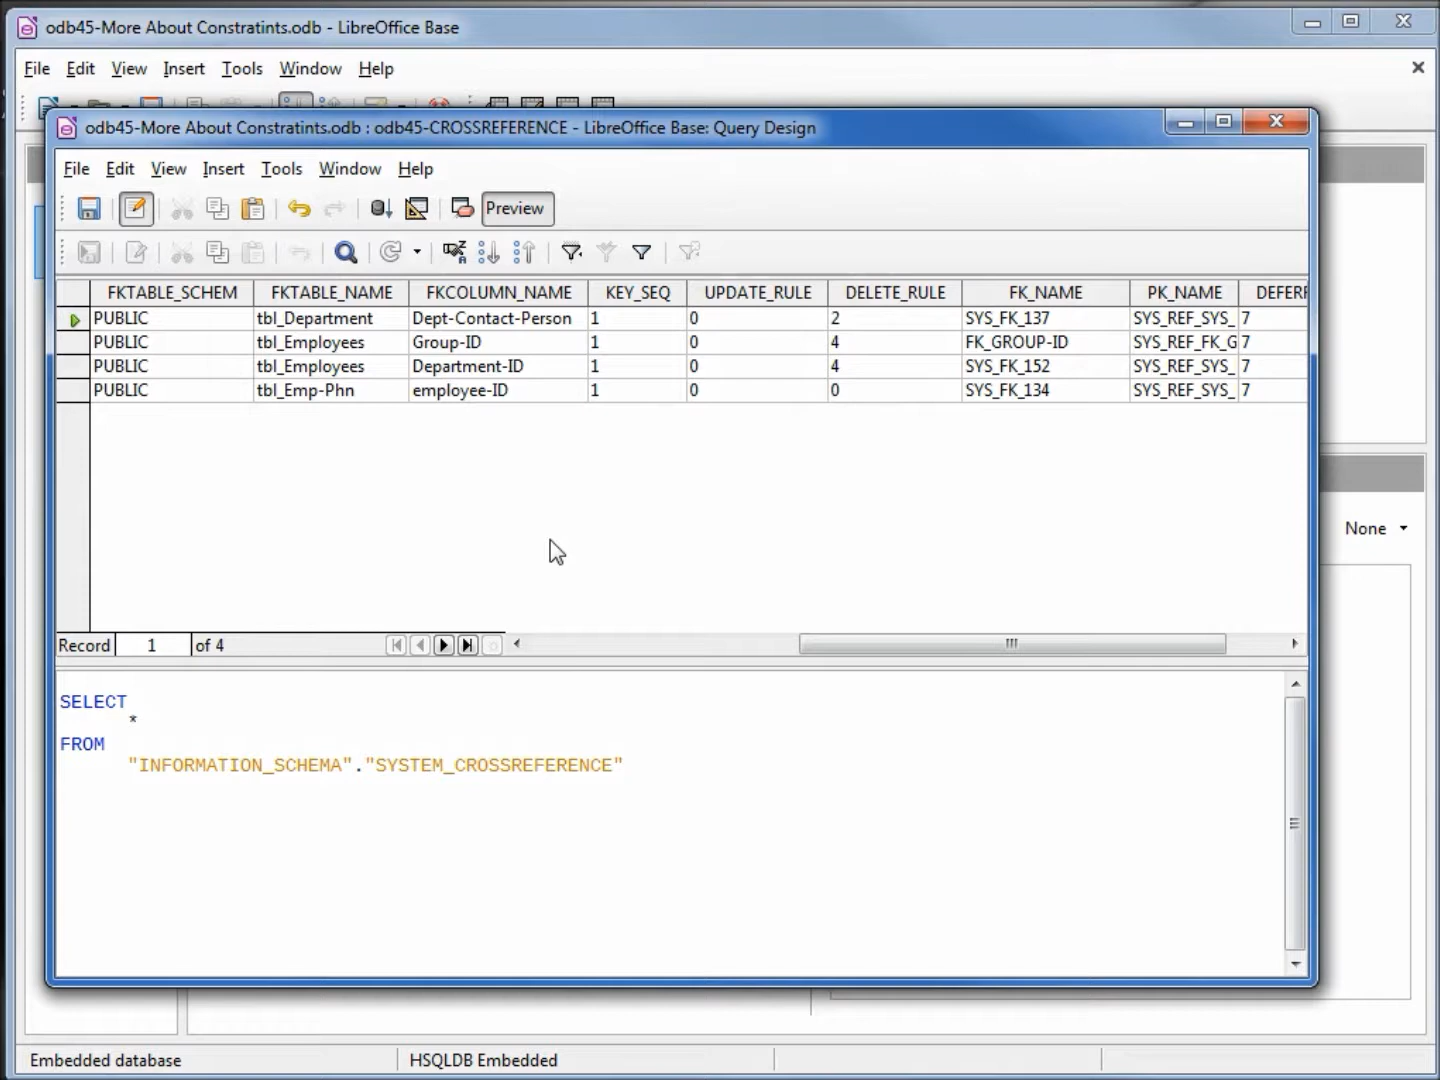 odb45-More About Constratints.odb - LibreOffice Base
File Edit View Insert Tools Window Help
odb45-More About Constratints.odb : odb45-CROSSREFERENCE - LibreOffice Base: Query Design
File Edit View Insert Tools Window Help
Preview
FKTABLE_SCHEM FKTABLE_NAME FKCOLUMN_NAME KEY_SEQ UPDATE_RULE DELETE_RULE FK_NAME PK_NAME DEFERF
PUBLIC tbl_Department Dept-Contact-Person 1 0 2 SYS_FK_137 SYS_REF_SYS_ 7
PUBLIC tbl_Employees Group-ID 1 0 4 FK_GROUP-ID SYS_REF_FK_G 7
PUBLIC tbl_Employees Department-ID 1 0 4 SYS_FK_152 SYS_REF_SYS_ 7
PUBLIC tbl_Emp-Phn employee-ID 1 0 0 SYS_FK_134 SYS_REF_SYS_ 7
None
Record 1 of 4
SELECT
*
FROM
"INFORMATION_SCHEMA"."SYSTEM_CROSSREFERENCE"
Embedded database HSQLDB Embedded